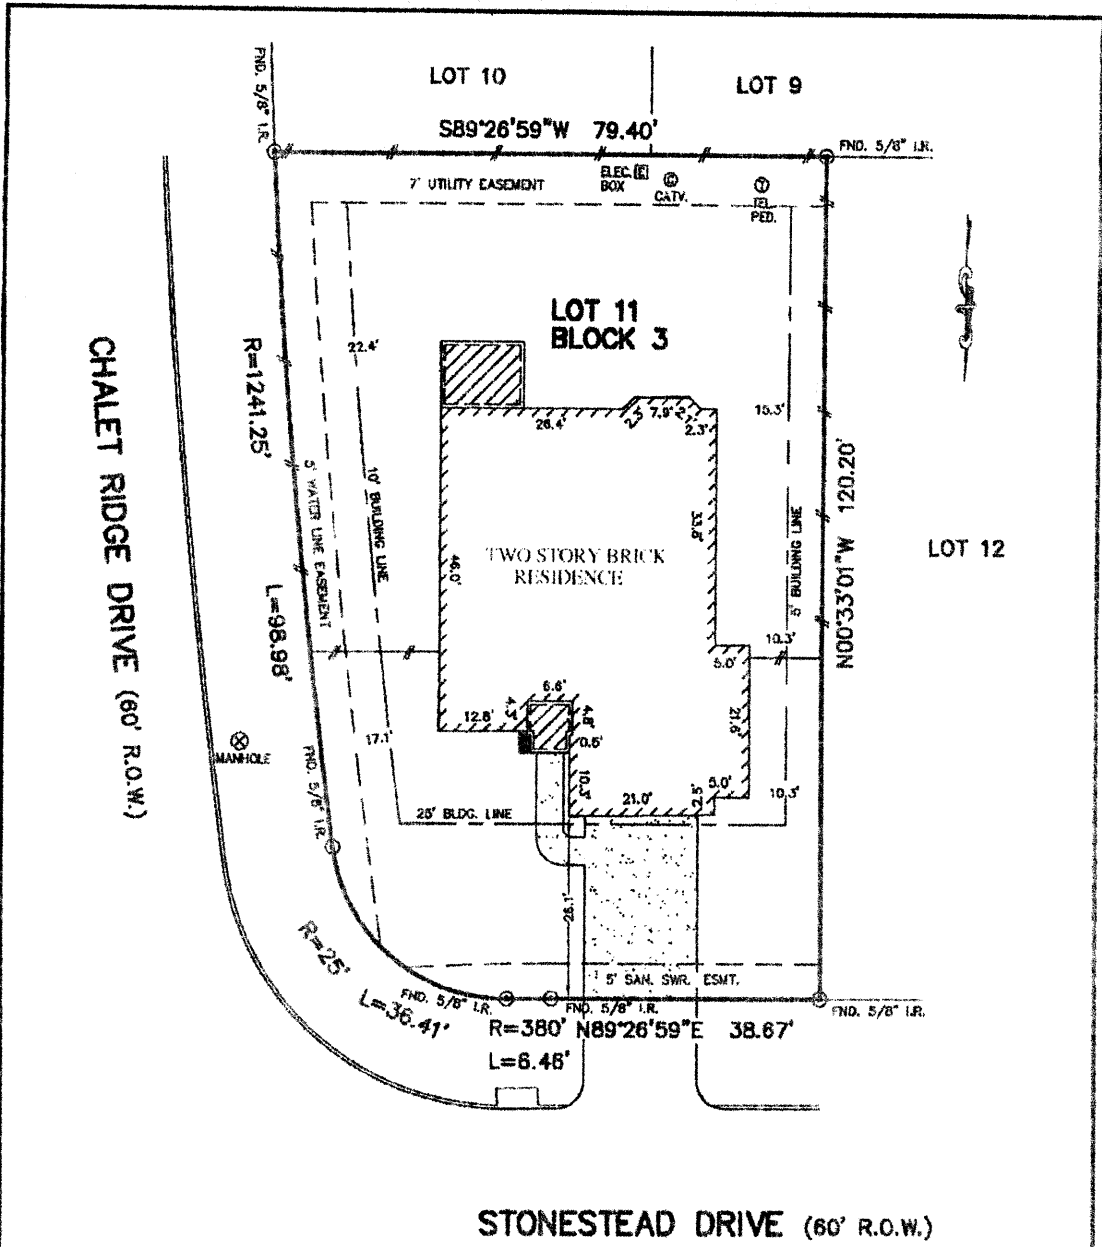 LOT 10
LOT 9
FND. 5/8" I.R.
S89°26'59"W 79.40'
FND. 5/8" I.R.
7' UTILITY EASEMENT
ELEC. E
BOX
C
CATV.
T
TEL
PED.
LOT 11
BLOCK 3
22.4'
26.4'
2.5'
7.9'
2.3'
15.3'
R=1241.25'
CHALET RIDGE DRIVE (60' R.O.W.)
5' WATER LINE EASEMENT
10' BUILDING LINE
46.0'
TWO STORY BRICK
RESIDENCE
33.8'
5' BUILDING LINE
N00°33'01"W 120.20'
LOT 12
L=98.98'
10.3'
5.0'
6.6'
4.3'
4.8'
12.8'
0.5'
21.6'
17.1'
MANHOLE
FND. 5/8" I.R.
10.3'
21.0'
2.5'
5.0'
10.3'
25' BLDG. LINE
26.1'
R=25'
L=36.41'
5' SAN. SWR. ESMT.
FND. 5/8" I.R.
FND. 5/8" I.R.
FND. 5/8" I.R.
R=380' N89°26'59"E 38.67'
L=6.46'
STONESTEAD DRIVE (60' R.O.W.)